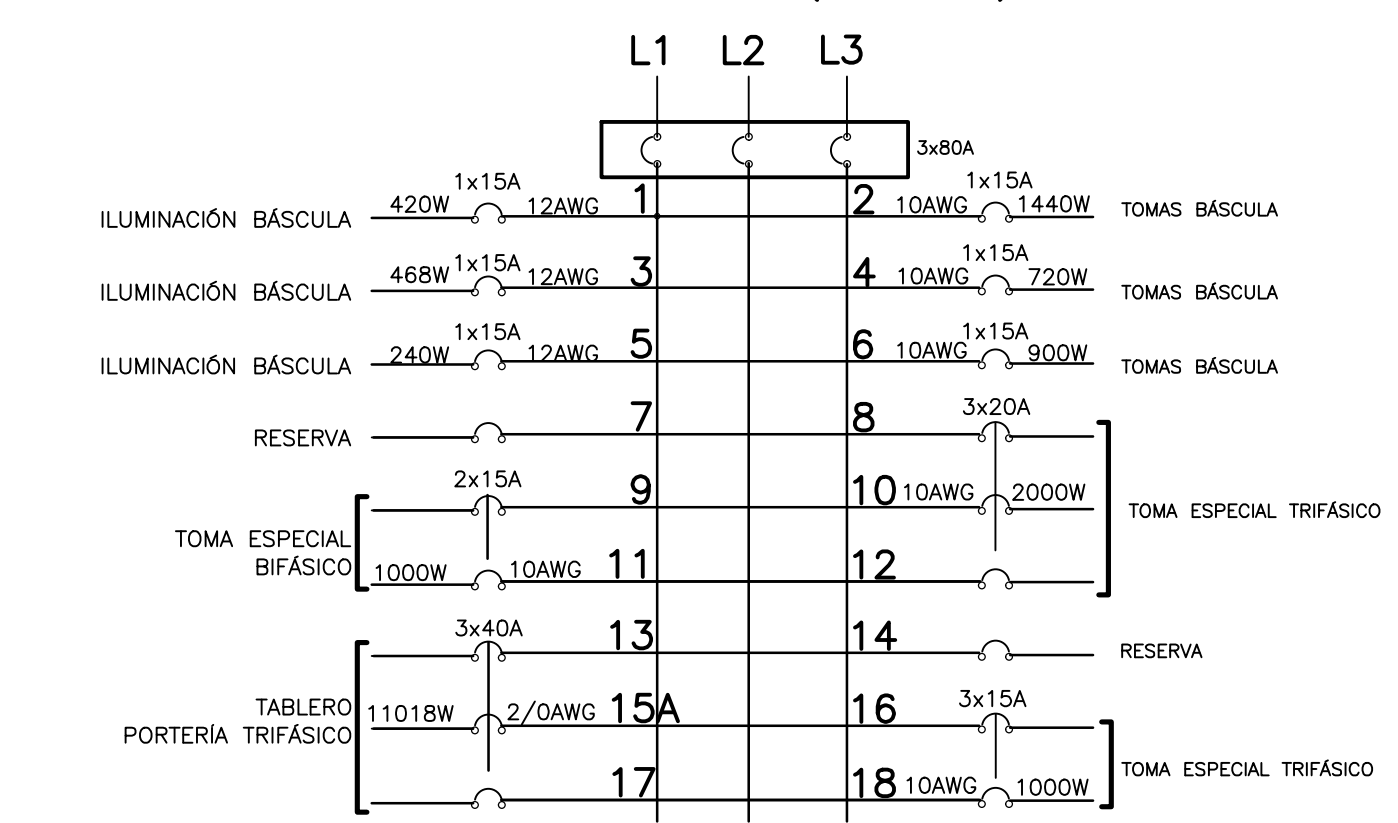 L1 L2 L3
3x80A
1x15A 1x15A
ILUMINACIÓN BÁSCULA 420W 12AWG 1 2 10AWG 1440W TOMAS BÁSCULA
1x15A 1x15A
ILUMINACIÓN BÁSCULA 468W 12AWG 3 4 10AWG 720W TOMAS BÁSCULA
1x15A 1x15A
ILUMINACIÓN BÁSCULA 240W 12AWG 5 6 10AWG 900W TOMAS BÁSCULA
3x20A
RESERVA 7 8
2x15A
9 10 10AWG 2000W TOMA ESPECIAL TRIFÁSICO
TOMA ESPECIAL
BIFÁSICO 1000W 10AWG 11 12
3x40A
13 14 RESERVA
3x15A
TABLERO 11018W 2/0AWG 15A 16
PORTERÍA TRIFÁSICO
TOMA ESPECIAL TRIFÁSICO
17 18 10AWG 1000W